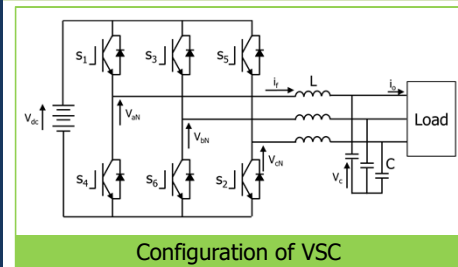 S1
S3
S5
if
L
io
Vdc
VaN
VbN
VcN
Load
S4
S6
S2
Vc
C
Configuration of VSC